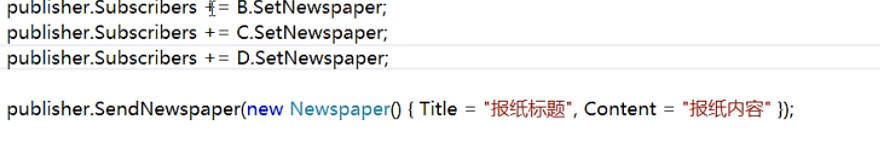 publisher.Subscribers += B.SetNewspaper;
publisher.Subscribers += C.SetNewspaper;
publisher.Subscribers += D.SetNewspaper;
publisher.SendNewspaper(new Newspaper() { Title = "报纸标题", Content = "报纸内容" });